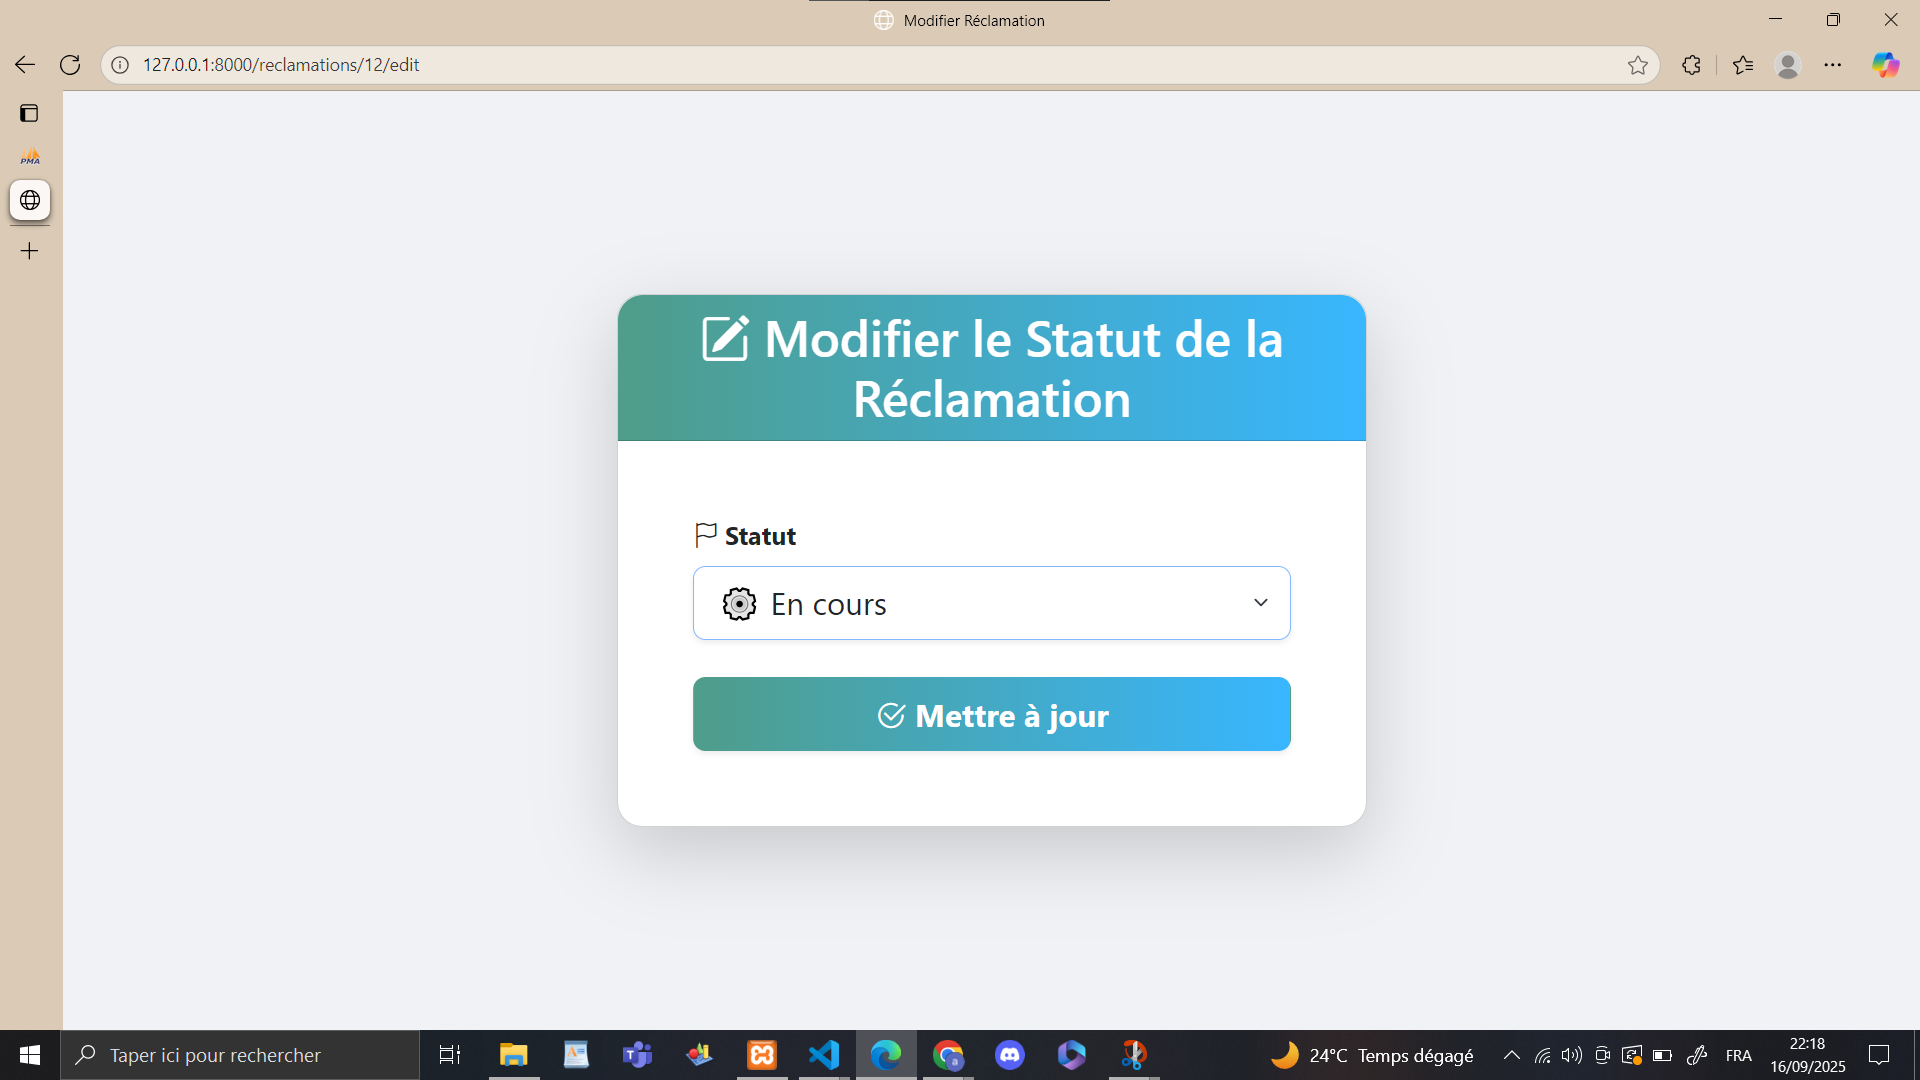 Modifier Réclamation
127.0.0.1:8000/reclamations/12/edit
PMA
Modifier le Statut de la
Réclamation
Statut
En cours
Mettre à jour
Taper ici pour rechercher
24°C Temps dégagé
FRA
22:18
16/09/2025